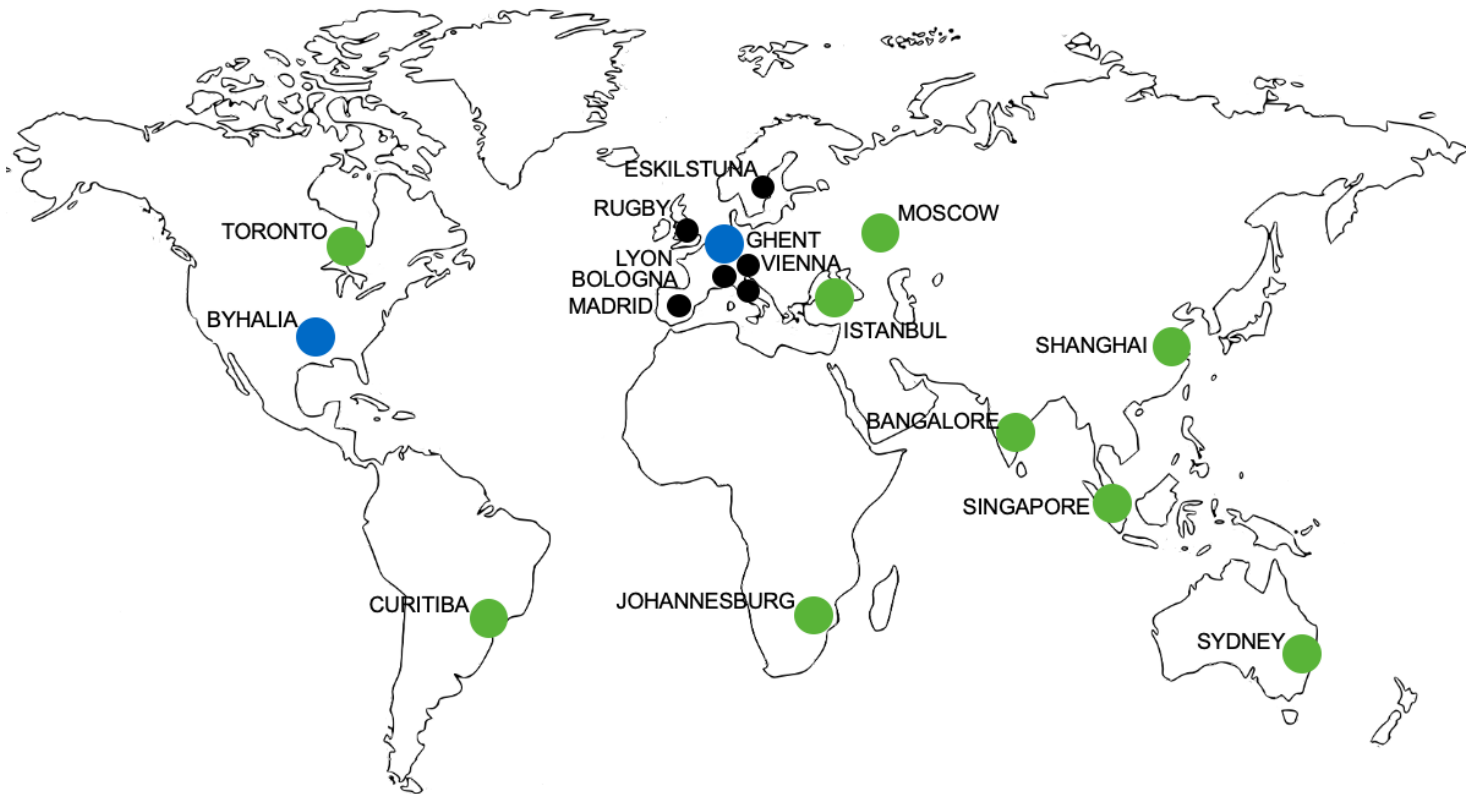 ESKILSTUNA
RUGBY
MOSCOW
TORONTO
GHENT
LYON
VIENNA
BOLOGNA
MADRID
BYHALIA
ISTANBUL
SHANGHAI
BANGALORE
SINGAPORE
CURITIBA
JOHANNESBURG
SYDNEY